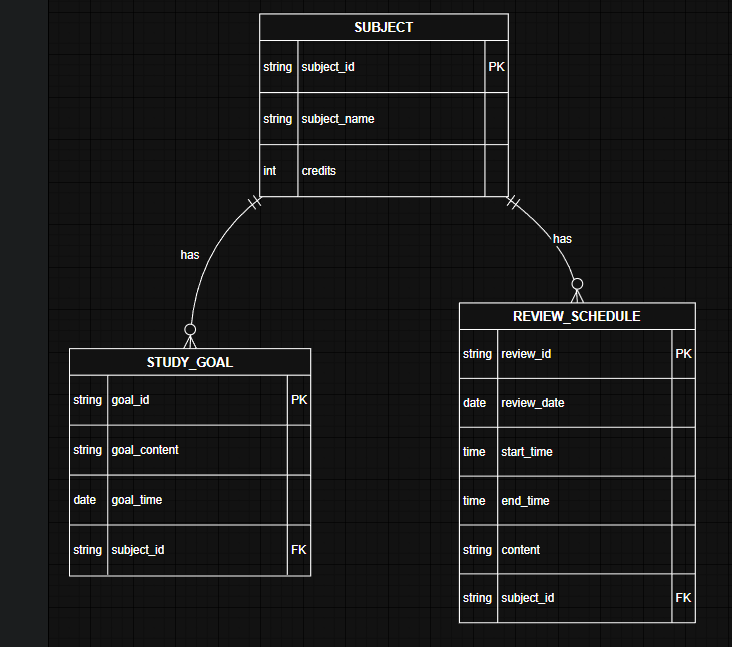 SUBJECT
string subject_id PK
string subject_name
int credits
has
has
STUDY_GOAL
string goal_id PK
string goal_content
date goal_time
string subject_id FK
REVIEW_SCHEDULE
string review_id PK
date review_date
time start_time
time end_time
string content
string subject_id FK